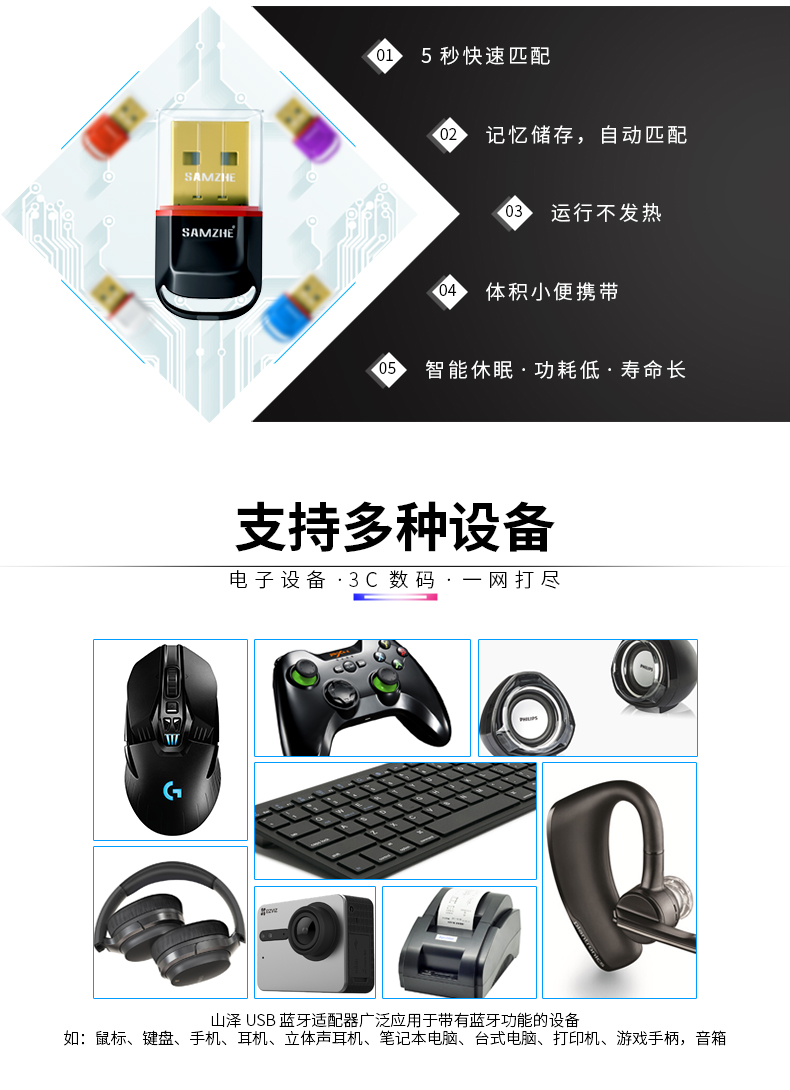 01 5 秒快速匹配
02 记忆储存，自动匹配
03 运行不发热
04 体积小便携带
05 智能休眠 · 功耗低 · 寿命长
SAMZHE
SAMZHE
支持多种设备
电子设备 · 3C 数码 · 一网打尽
PHILIPS
PHILIPS
EZVIZ
山泽 USB 蓝牙适配器广泛应用于带有蓝牙功能的设备
如：鼠标、键盘、手机、耳机、立体声耳机、笔记本电脑、台式电脑、打印机、游戏手柄，音箱